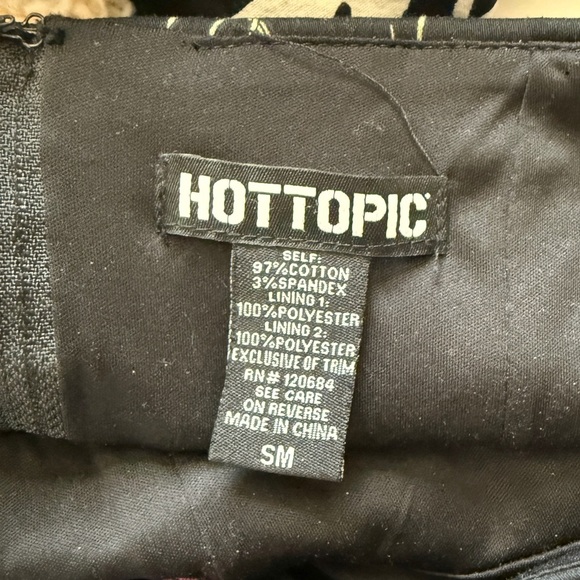 HOTTOPIC
SELF:
97%COTTON
3%SPANDEX
LINING 1:
100%POLYESTER
LINING 2:
100%POLYESTER
EXCLUSIVE OF TRIM
RN# 120684
SEE CARE
ON REVERSE
MADE IN CHINA
SM